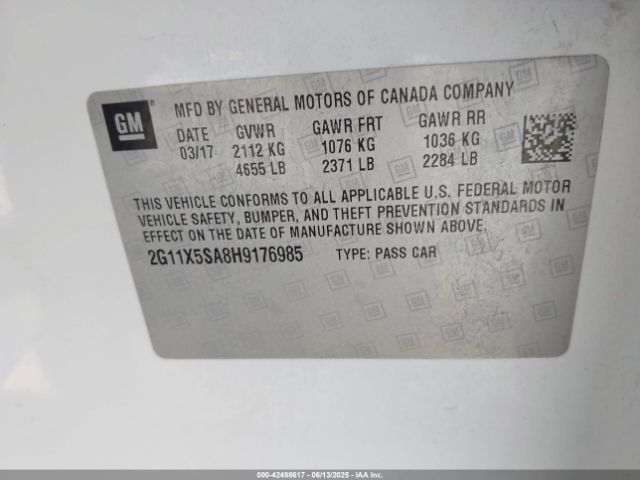 GM
MFD BY GENERAL MOTORS OF CANADA COMPANY
DATE GVWR GAWR FRT GAWR RR
03/17 2112 KG 1076 KG 1036 KG
4655 LB 2371 LB 2284 LB
THIS VEHICLE CONFORMS TO ALL APPLICABLE U.S. FEDERAL MOTOR
VEHICLE SAFETY, BUMPER, AND THEFT PREVENTION STANDARDS IN
EFFECT ON THE DATE OF MANUFACTURE SHOWN ABOVE.
2G11X5SA8H9176985 TYPE: PASS CAR
000-42498617 - 06/13/2025 - IAAI.COM